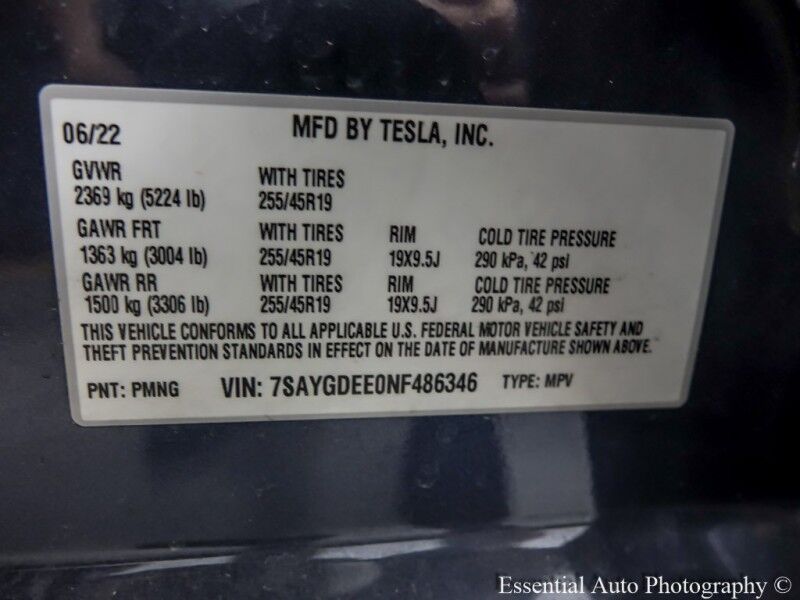 06/22 MFD BY TESLA, INC.
GVWR WITH TIRES
2369 kg (5224 lb) 255/45R19
GAWR FRT WITH TIRES RIM COLD TIRE PRESSURE
1363 kg (3004 lb) 255/45R19 19X9.5J 290 kPa, 42 psi
GAWR RR WITH TIRES RIM COLD TIRE PRESSURE
1500 kg (3306 lb) 255/45R19 19X9.5J 290 kPa, 42 psi
THIS VEHICLE CONFORMS TO ALL APPLICABLE U.S. FEDERAL MOTOR VEHICLE SAFETY AND
THEFT PREVENTION STANDARDS IN EFFECT ON THE DATE OF MANUFACTURE SHOWN ABOVE.
PNT: PMNG VIN: 7SAYGDEE0NF486346 TYPE: MPV
Essential Auto Photography ©